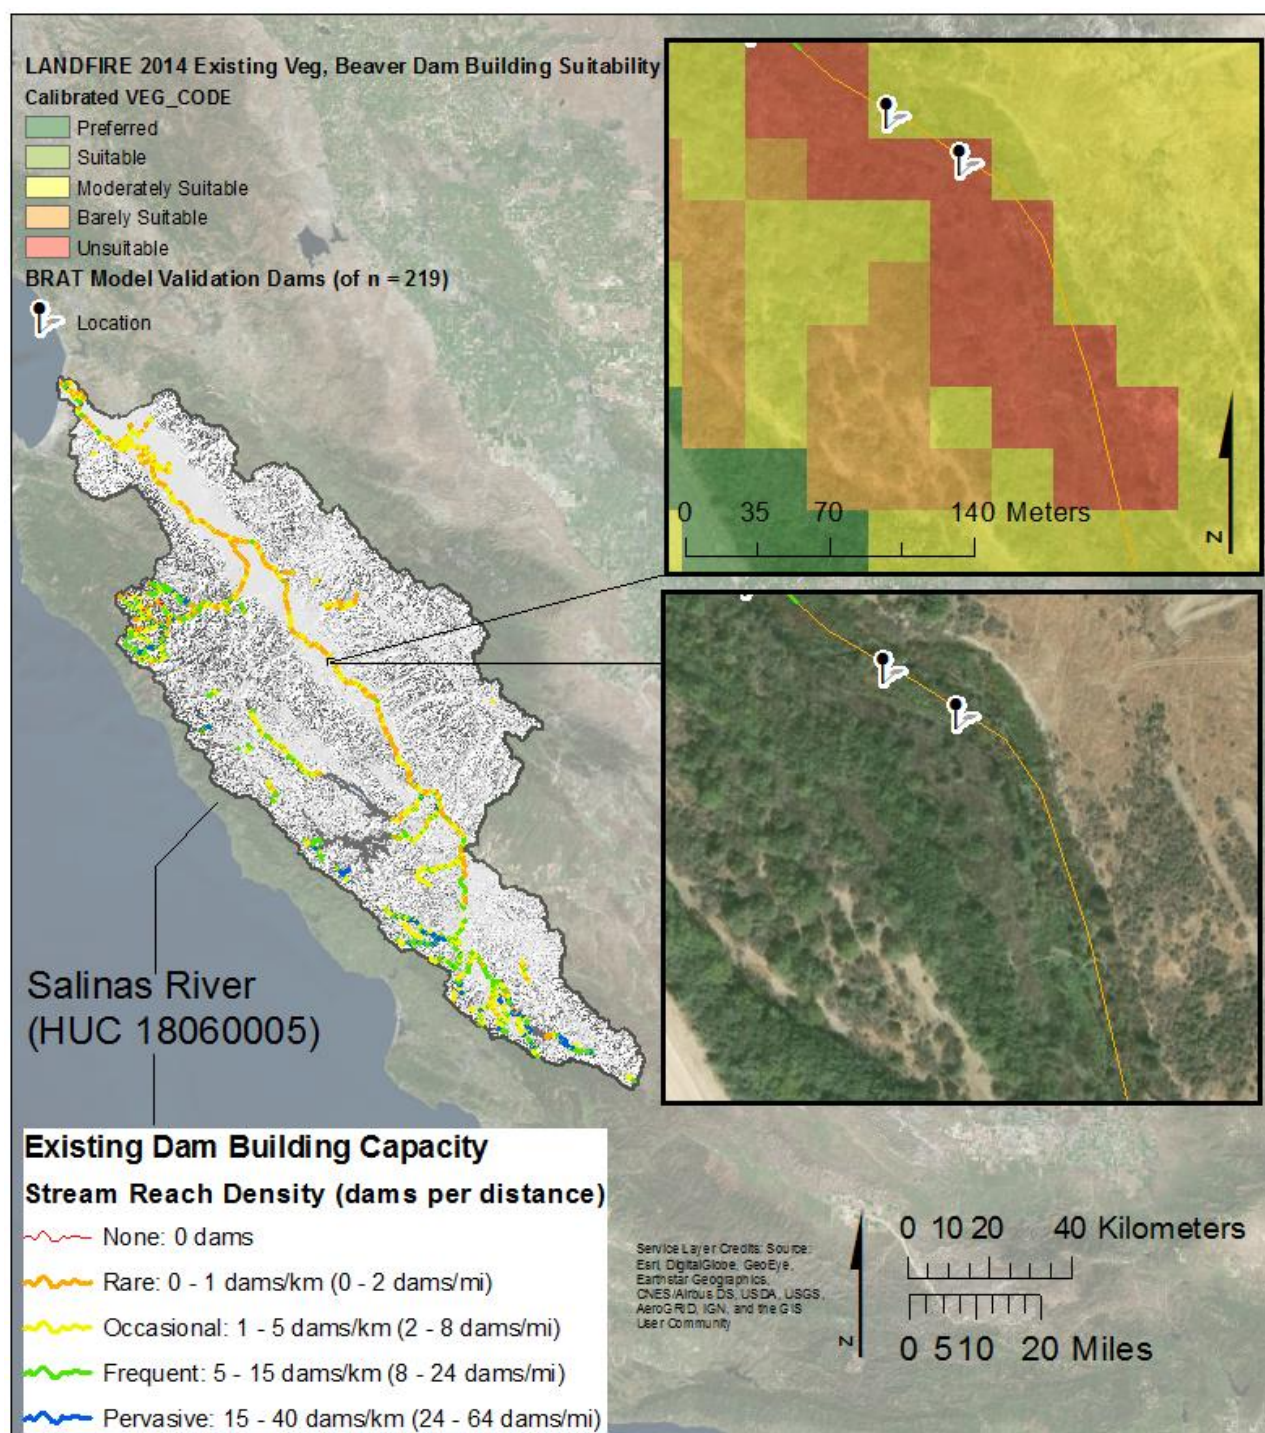 LANDFIRE 2014 Existing Veg, Beaver Dam Building Suitability
Calibrated VEG_CODE
Preferred
Suitable
Moderately Suitable
Barely Suitable
Unsuitable
BRAT Model Validation Dams (of n = 219)
Location
0 35 70 140 Meters
N
Salinas River
(HUC 18060005)
Existing Dam Building Capacity
Stream Reach Density (dams per distance)
None: 0 dams
Rare: 0 - 1 dams/km (0 - 2 dams/mi)
Occasional: 1 - 5 dams/km (2 - 8 dams/mi)
Frequent: 5 - 15 dams/km (8 - 24 dams/mi)
Pervasive: 15 - 40 dams/km (24 - 64 dams/mi)
Service Layer Credits: Source:
Esri, DigitalGlobe, GeoEye,
Earthstar Geographics,
CNES/Airbus DS, USDA, USGS,
AeroGRID, IGN, and the GIS
User Community
N
0 10 20 40 Kilometers
0 5 10 20 Miles